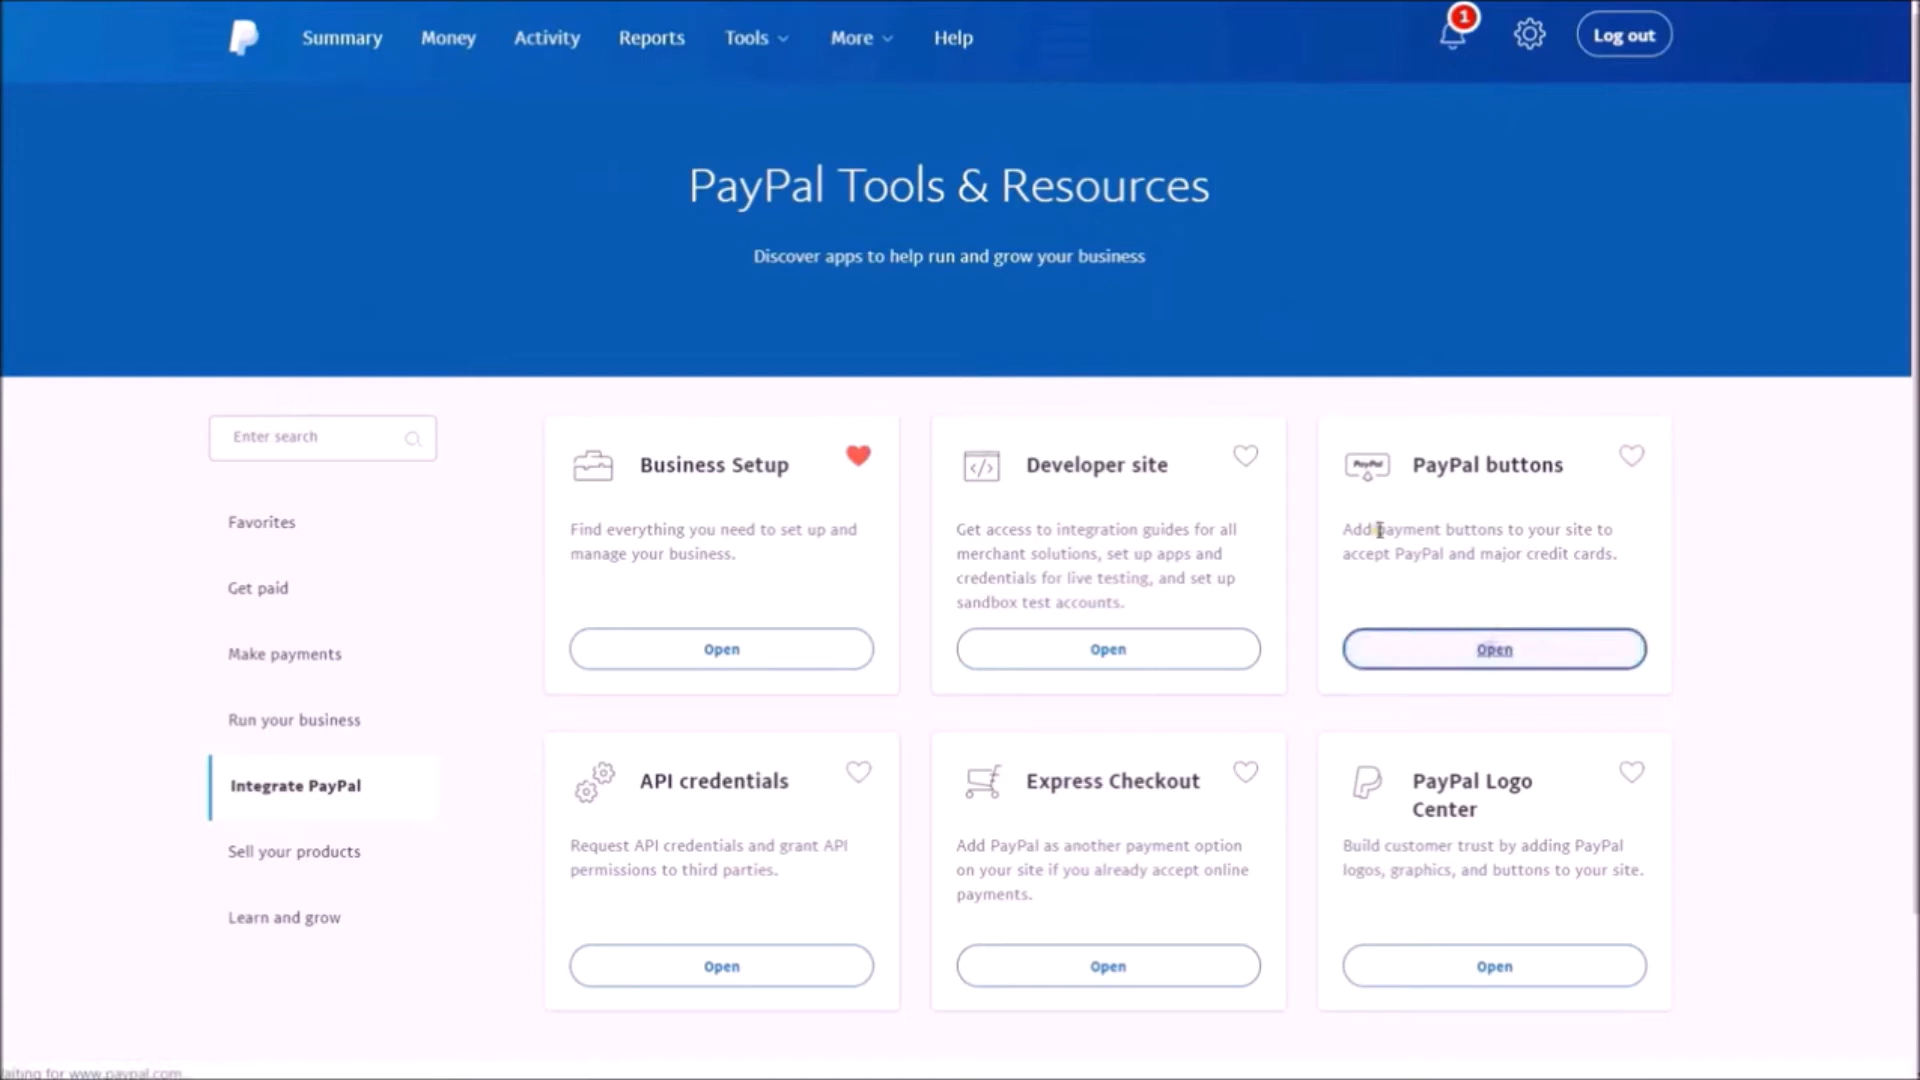 Summary Money Activity Reports Tools More Help 1 Log out
PayPal Tools & Resources
Discover apps to help run and grow your business
Enter search
Favorites
Get paid
Make payments
Run your business
Integrate PayPal
Sell your products
Learn and grow
Business Setup
Find everything you need to set up and
manage your business.
Open
Developer site
Get access to integration guides for all
merchant solutions, set up apps and
credentials for live testing, and set up
sandbox test accounts.
Open
PayPal
PayPal buttons
Add payment buttons to your site to
accept PayPal and major credit cards.
Open
API credentials
Request API credentials and grant API
permissions to third parties.
Open
Express Checkout
Add PayPal as another payment option
on your site if you already accept online
payments.
Open
PayPal Logo
Center
Build customer trust by adding PayPal
logos, graphics, and buttons to your site.
Open
aiting for www.paypal.com...